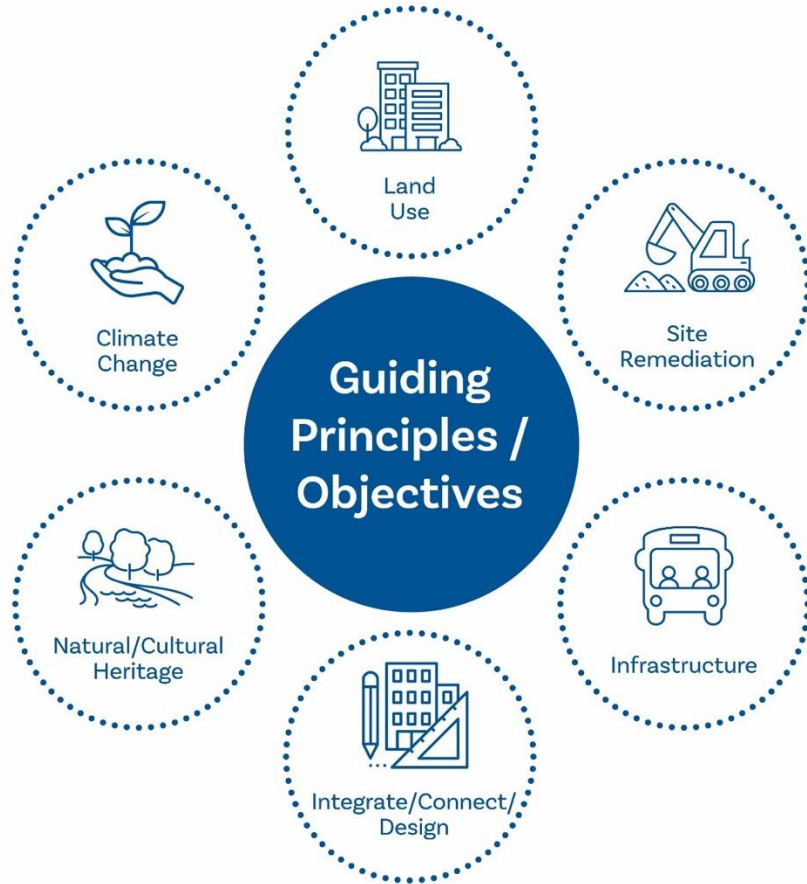 Land
Use
Climate
Change
Site
Remediation
Guiding
Principles /
Objectives
Natural/Cultural
Heritage
Infrastructure
Integrate/Connect/
Design